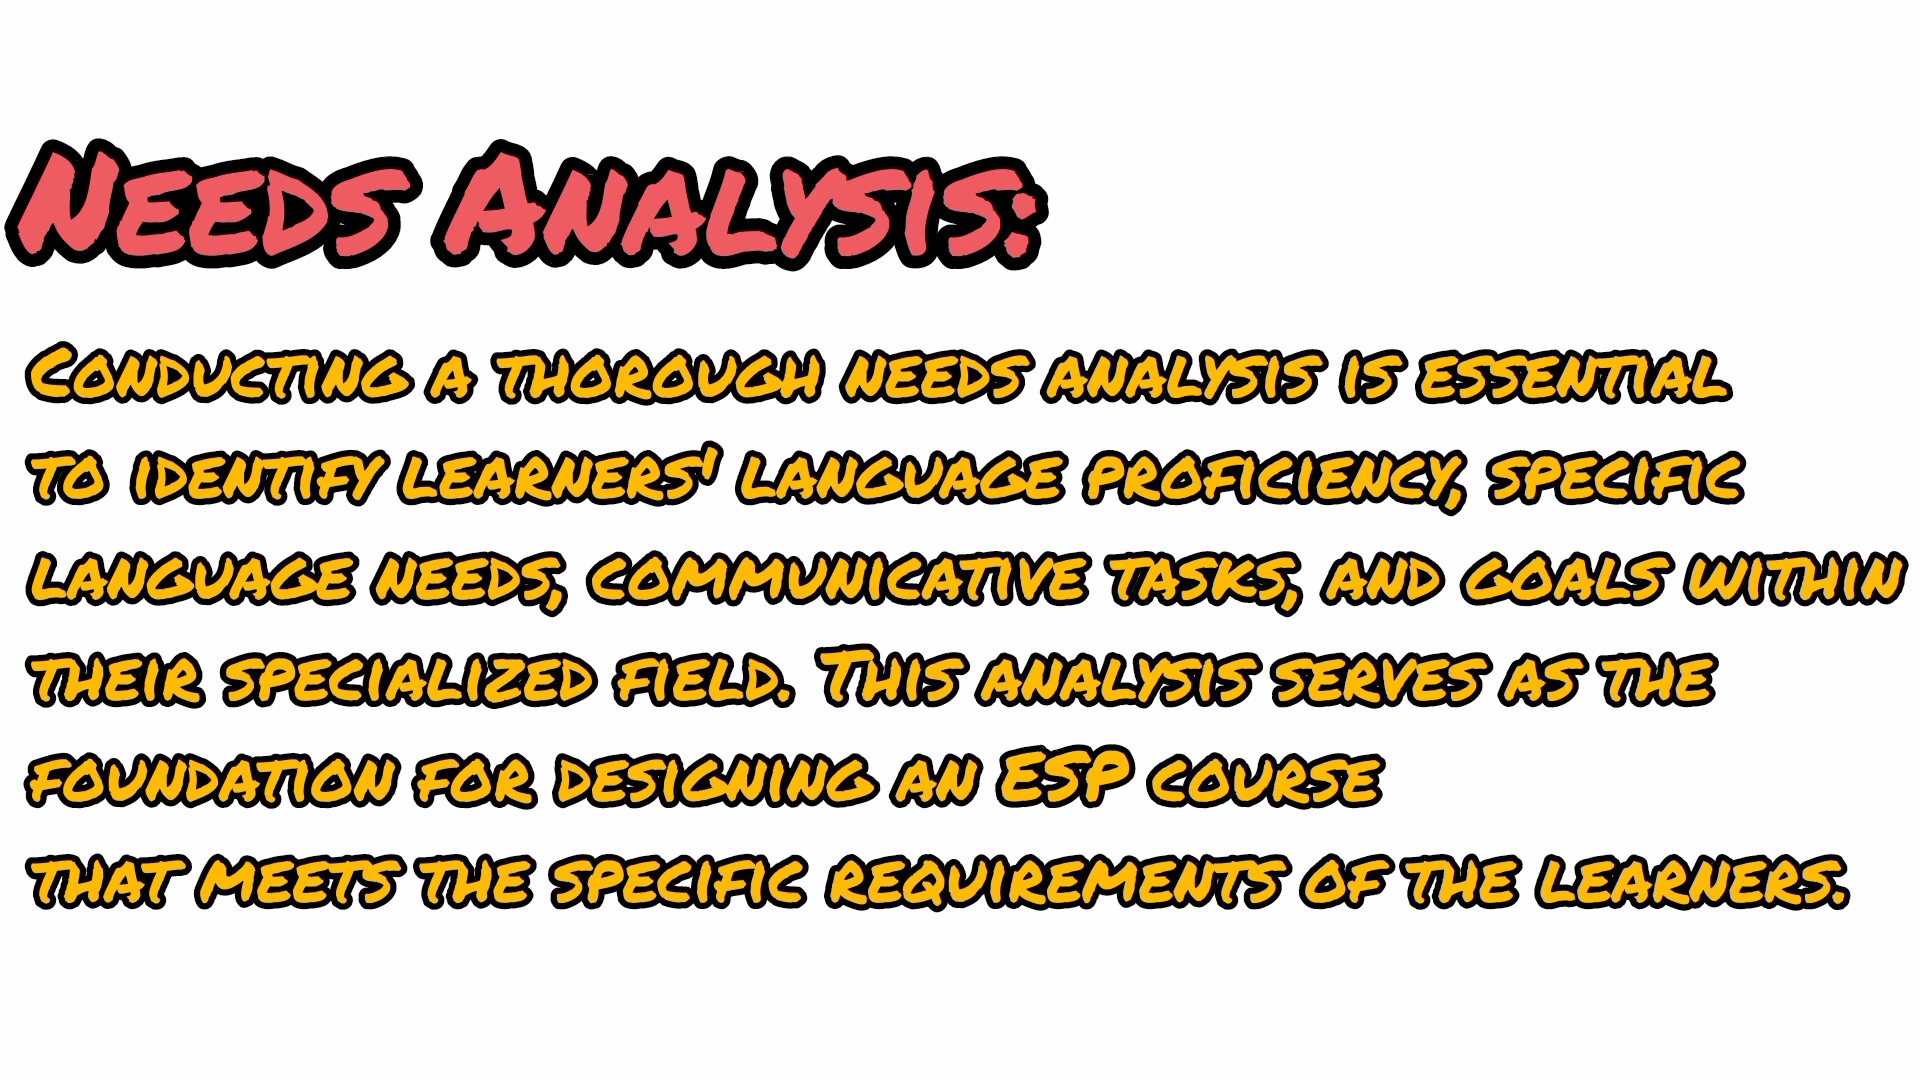 Needs Analysis:
Conducting a thorough needs analysis is essential
to identify learners' language proficiency, specific
language needs, communicative tasks, and goals within
their specialized field. This analysis serves as the
foundation for designing an ESP course
that meets the specific requirements of the learners.